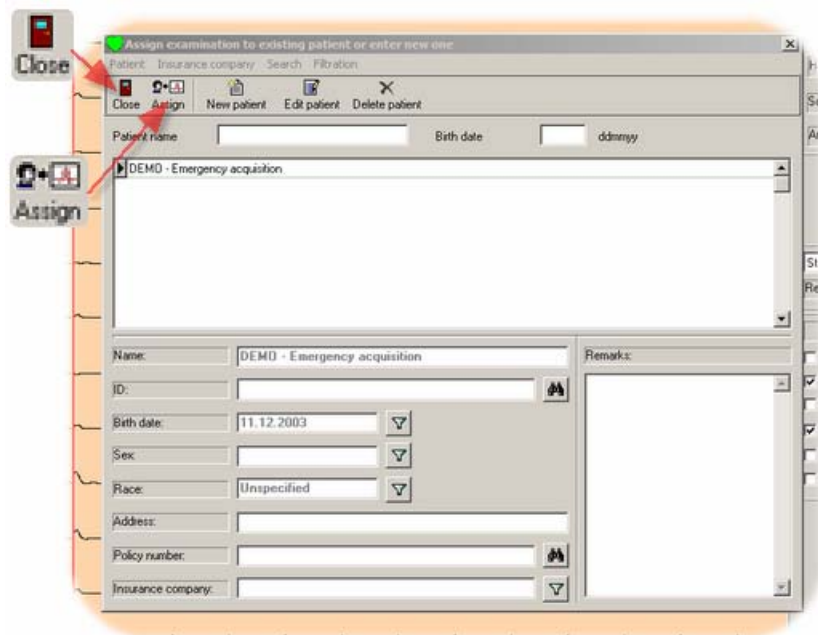 Close
Assign
Assign examination to existing patient or enter new one
Patient Insurance company Search Filtration
Close Assign New patient Edit patient Delete patient
Patient name Birth date ddmmyy
DEMO - Emergency acquisition
Name: DEMO - Emergency acquisition Remarks:
ID:
Birth date: 11.12.2003
Sex:
Race: Unspecified
Address:
Policy number:
Insurance company: